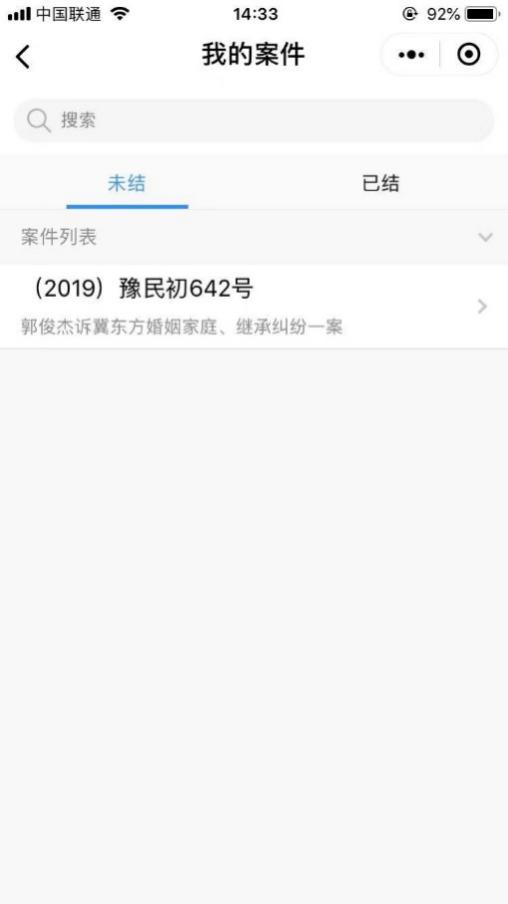 中国联通 14:33 92%
我的案件
搜索
未结 已结
案件列表
（2019）豫民初642号
郭俊杰诉冀东方婚姻家庭、继承纠纷一案